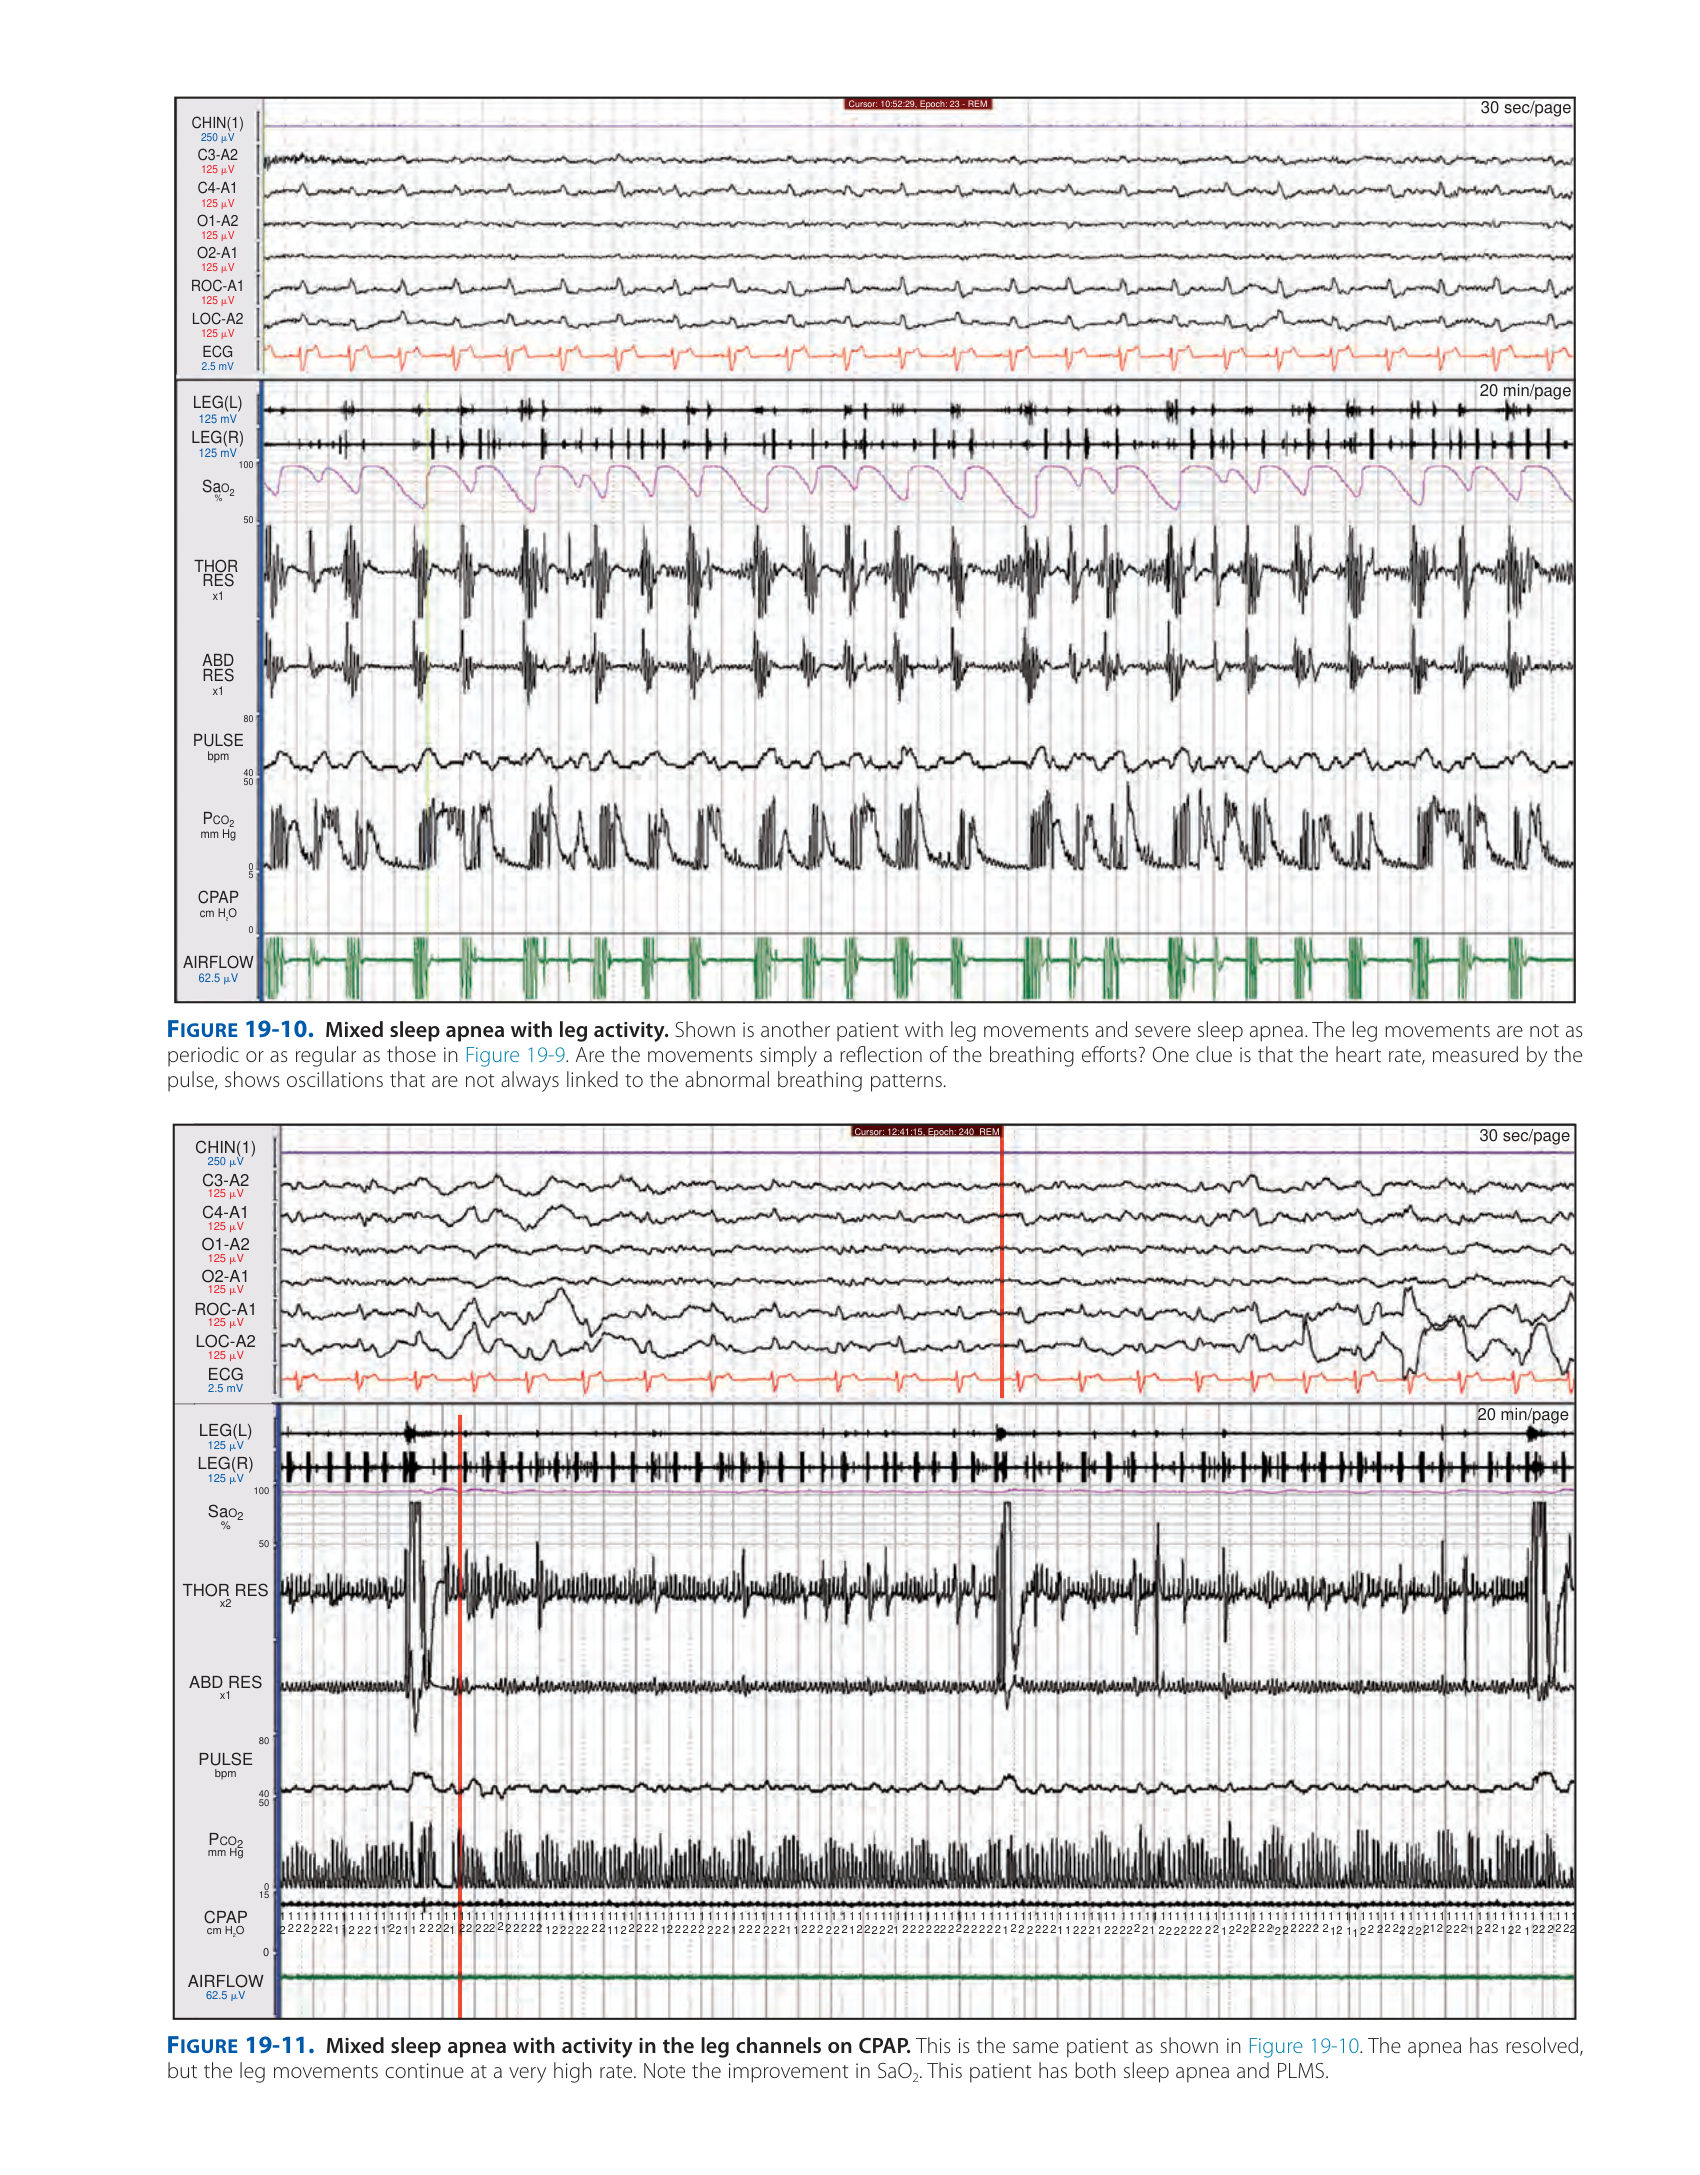 Cursor: 10:52:29, Epoch: 23 - REM
30 sec/page
CHIN(1)
250 µV
C3-A2
125 µV
C4-A1
125 µV
O1-A2
125 µV
O2-A1
125 µV
ROC-A1
125 µV
LOC-A2
125 µV
ECG
2.5 mV
20 min/page
LEG(L)
125 mV
LEG(R)
125 mV
100
SaO2
%
50
THOR
RES
x1
ABD
RES
x1
80
PULSE
bpm
40
50
PCO2
mm Hg
0
5
CPAP
cm H2O
0
AIRFLOW
62.5 µV
FIGURE 19-10. Mixed sleep apnea with leg activity. Shown is another patient with leg movements and severe sleep apnea. The leg movements are not as
periodic or as regular as those in Figure 19-9. Are the movements simply a reflection of the breathing efforts? One clue is that the heart rate, measured by the
pulse, shows oscillations that are not always linked to the abnormal breathing patterns.
Cursor: 12:41:15, Epoch: 240 REM
30 sec/page
CHIN(1)
250 µV
C3-A2
125 µV
C4-A1
125 µV
O1-A2
125 µV
O2-A1
125 µV
ROC-A1
125 µV
LOC-A2
125 µV
ECG
2.5 mV
20 min/page
LEG(L)
125 µV
LEG(R)
125 µV
100
SaO2
%
50
THOR RES
x2
ABD RES
x1
80
PULSE
bpm
40
50
PCO2
mm Hg
0
15
CPAP
cm H2O
0
AIRFLOW
62.5 µV
FIGURE 19-11. Mixed sleep apnea with activity in the leg channels on CPAP. This is the same patient as shown in Figure 19-10. The apnea has resolved,
but the leg movements continue at a very high rate. Note the improvement in SaO2. This patient has both sleep apnea and PLMS.